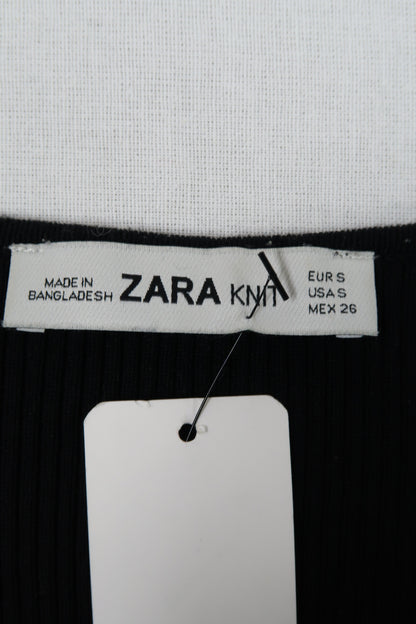 MADE IN
BANGLADESH
ZARA KNIT
EUR S
USA S
MEX 26